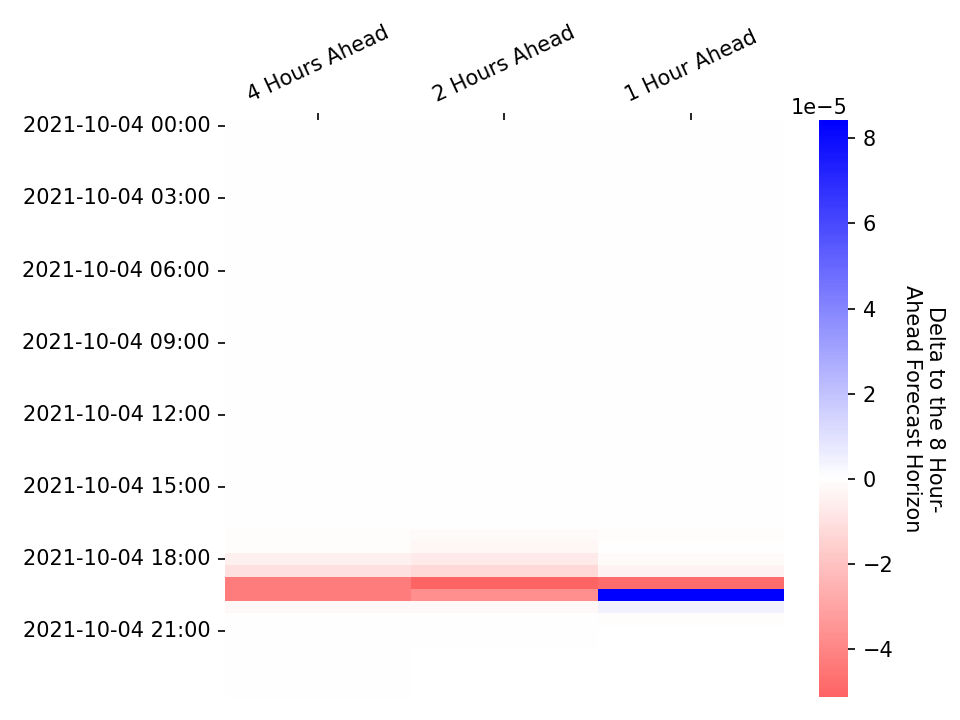 4 Hours Ahead
2 Hours Ahead
1 Hour Ahead
1e−5
2021-10-04 00:00
2021-10-04 03:00
2021-10-04 06:00
2021-10-04 09:00
2021-10-04 12:00
2021-10-04 15:00
2021-10-04 18:00
2021-10-04 21:00
8
6
4
2
0
−2
−4
Delta to the 8 Hour-
Ahead Forecast Horizon